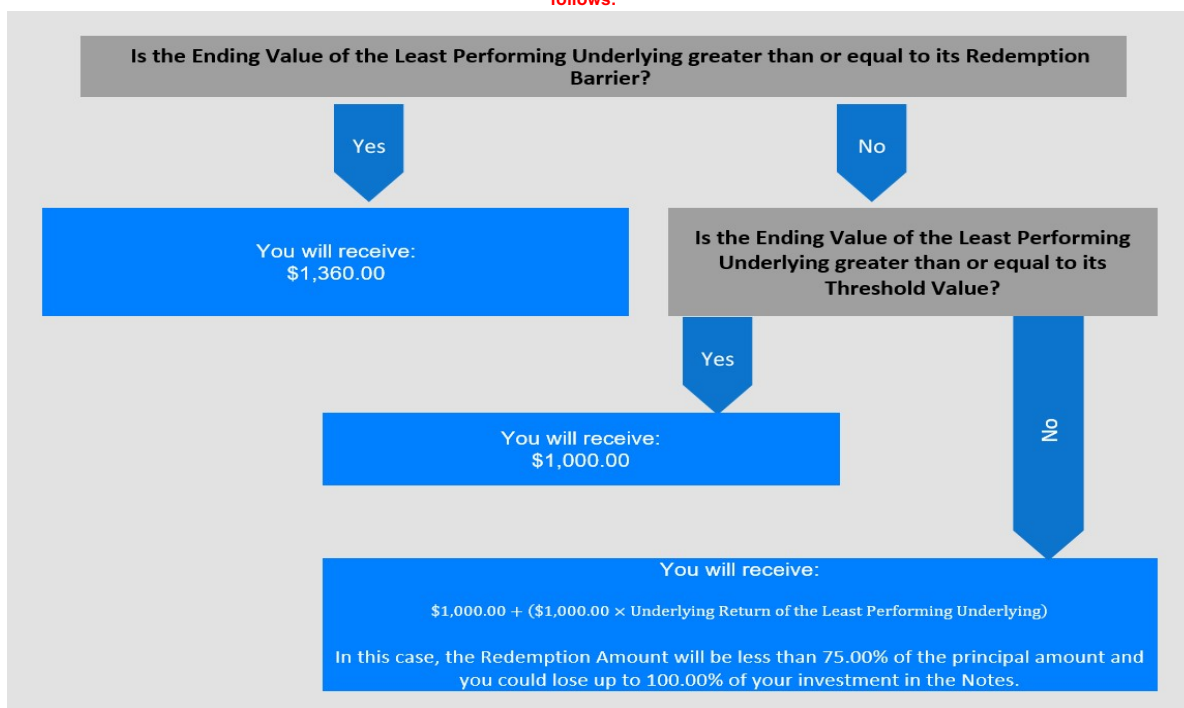 follows:
Is the Ending Value of the Least Performing Underlying greater than or equal to its Redemption
Barrier?
Yes
No
You will receive:
$1,360.00
Is the Ending Value of the Least Performing
Underlying greater than or equal to its
Threshold Value?
Yes
No
You will receive:
$1,000.00
You will receive:
$1,000.00 + ($1,000.00 × Underlying Return of the Least Performing Underlying)
In this case, the Redemption Amount will be less than 75.00% of the principal amount and
you could lose up to 100.00% of your investment in the Notes.